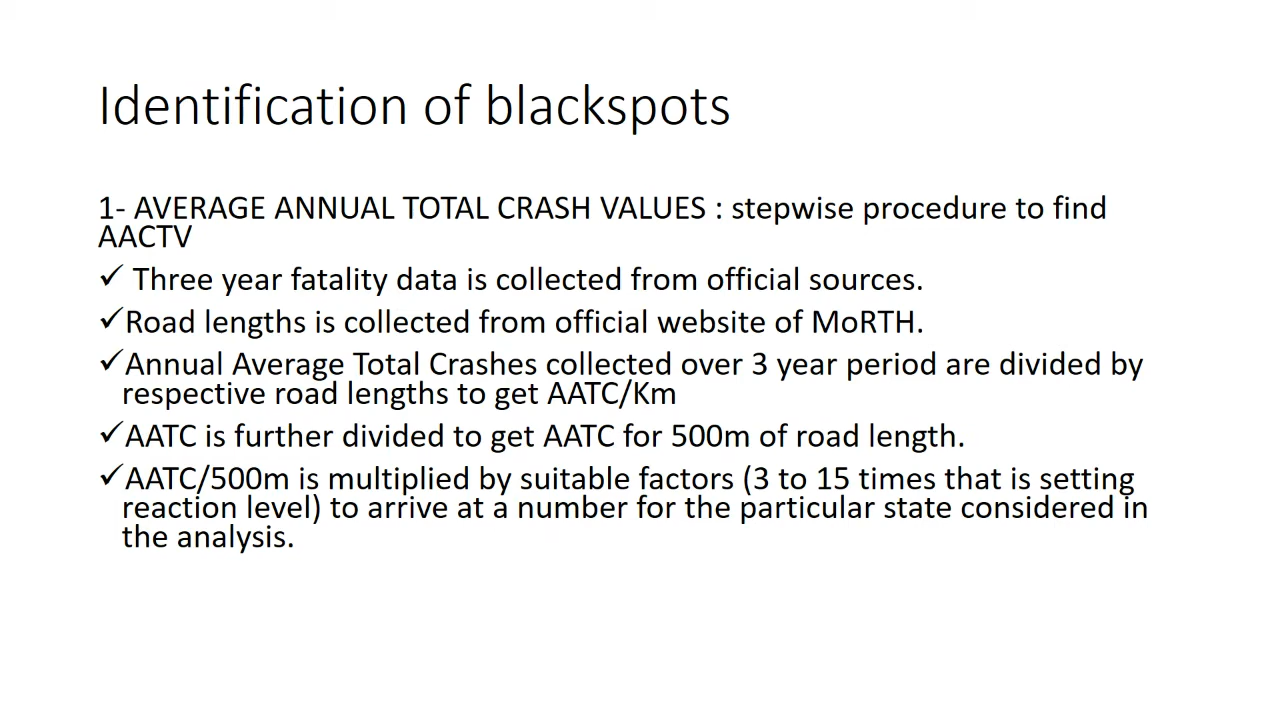 Identification of blackspots
1- AVERAGE ANNUAL TOTAL CRASH VALUES : stepwise procedure to find
AACTV
✓ Three year fatality data is collected from official sources.
✓Road lengths is collected from official website of MoRTH.
✓Annual Average Total Crashes collected over 3 year period are divided by
respective road lengths to get AATC/Km
✓AATC is further divided to get AATC for 500m of road length.
✓AATC/500m is multiplied by suitable factors (3 to 15 times that is setting
reaction level) to arrive at a number for the particular state considered in
the analysis.